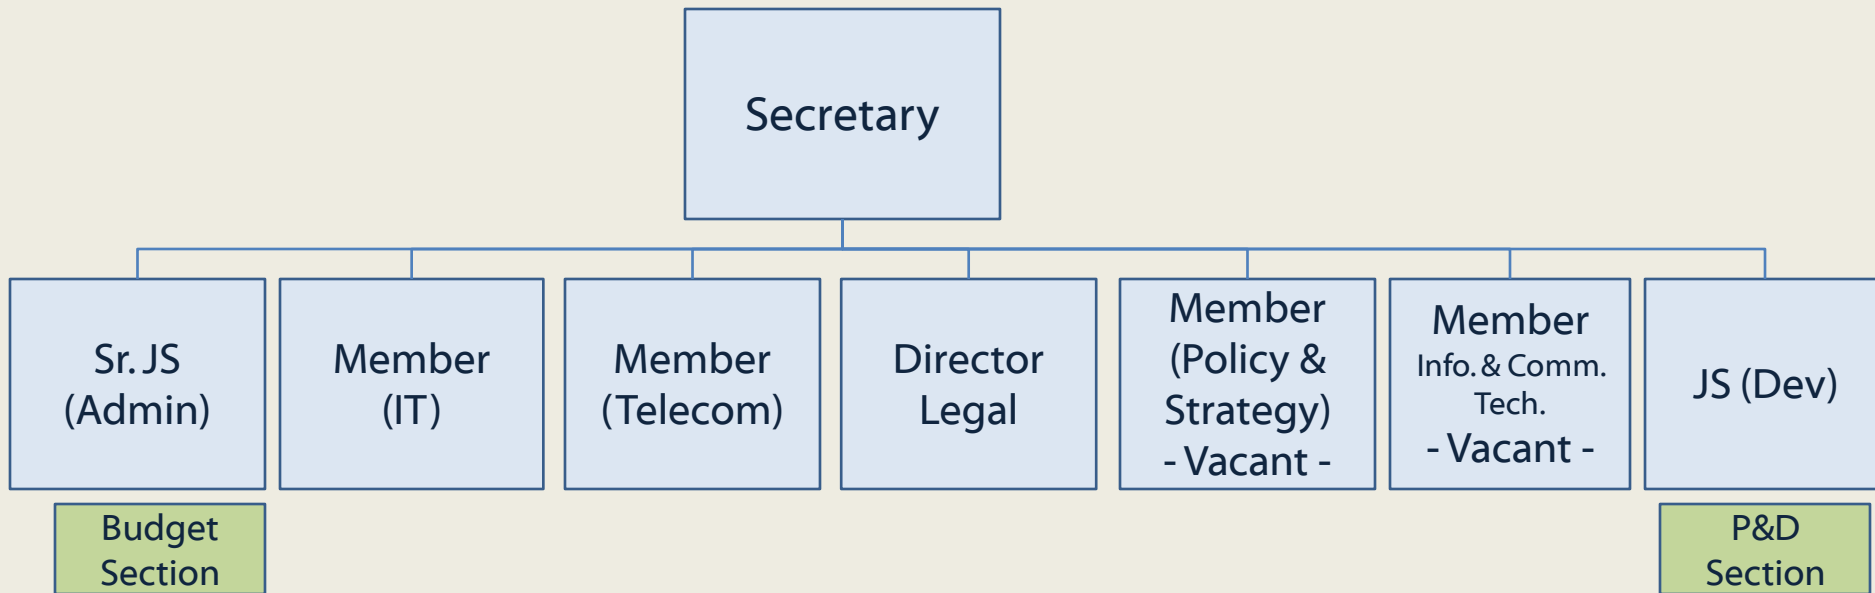 Secretary
Sr. JS
(Admin)
Member
(IT)
Member
(Telecom)
Director
Legal
Member
(Policy &
Strategy)
- Vacant -
Member
Info. & Comm.
Tech.
- Vacant -
JS (Dev)
Budget
Section
P&D
Section